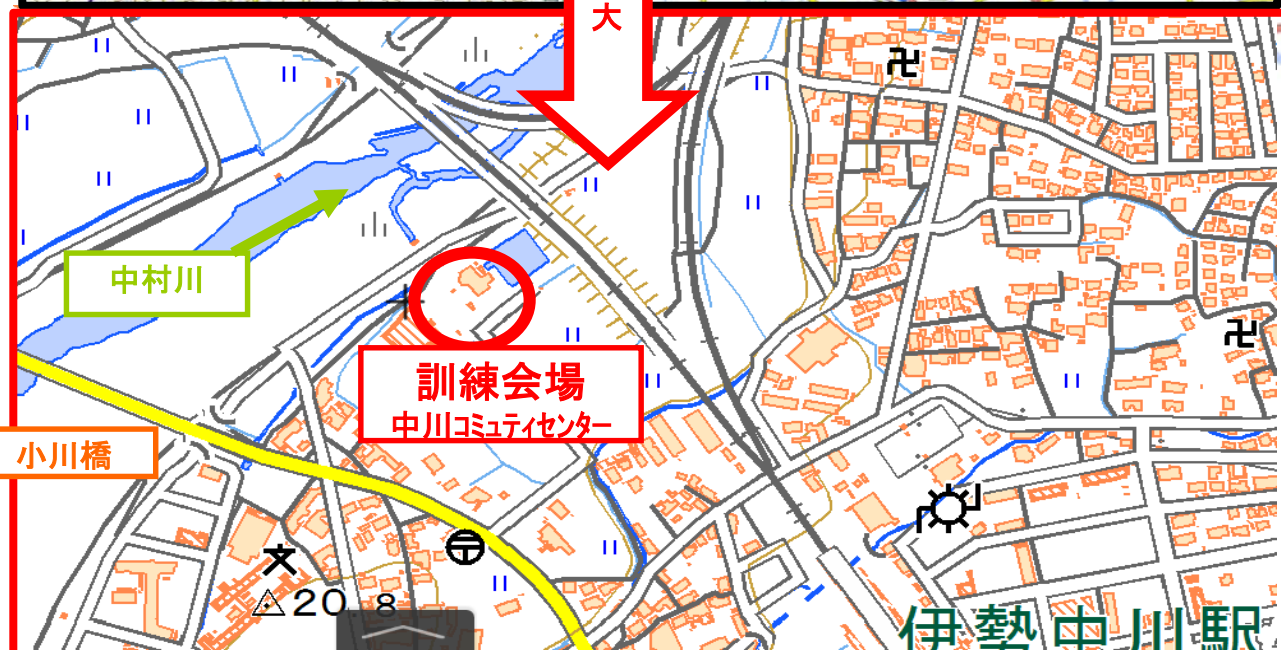 大
中村川
訓練会場
中川コミュティセンター
小川橋
20.8
伊勢中川駅